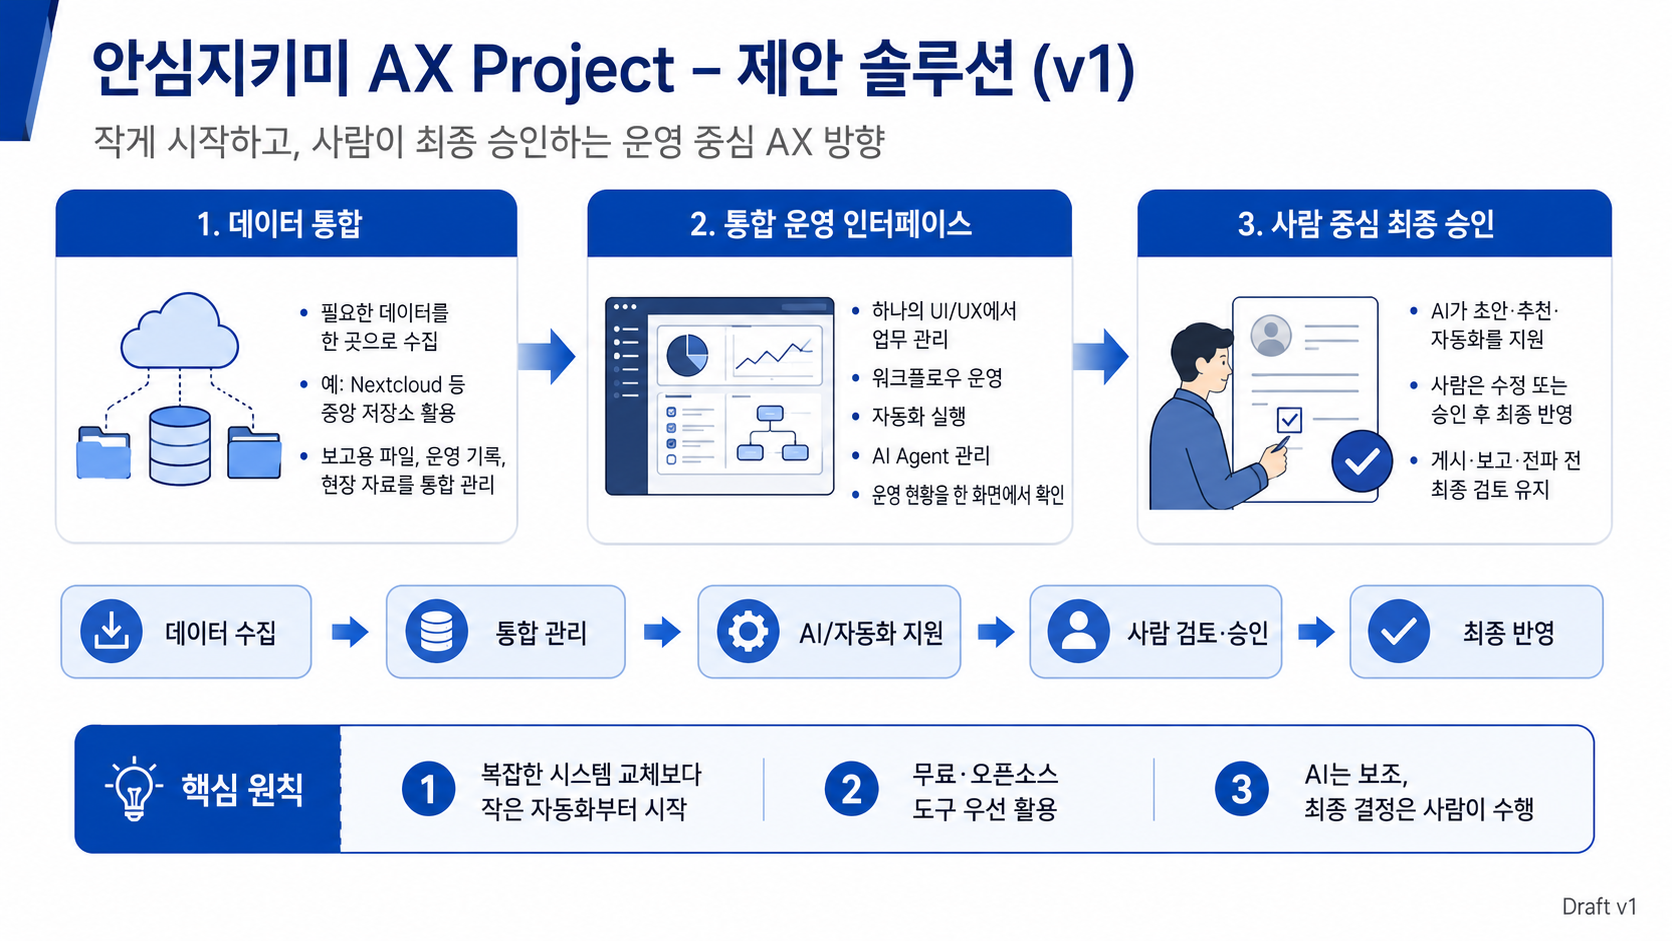 안심지키미 AX Project – 제안 솔루션 (v1)
작게 시작하고, 사람이 최종 승인하는 운영 중심 AX 방향
1. 데이터 통합
• 필요한 데이터를
한 곳으로 수집
• 예: Nextcloud 등
중앙 저장소 활용
• 보고용 파일, 운영 기록,
현장 자료를 통합 관리
2. 통합 운영 인터페이스
• 하나의 UI/UX에서
업무 관리
• 워크플로우 운영
• 자동화 실행
• AI Agent 관리
• 운영 현황을 한 화면에서 확인
3. 사람 중심 최종 승인
• AI가 초안·추천·
자동화를 지원
• 사람은 수정 또는
승인 후 최종 반영
• 게시·보고·전파 전
최종 검토 유지
데이터 수집
통합 관리
AI/자동화 지원
사람 검토·승인
최종 반영
핵심 원칙
1
복잡한 시스템 교체보다
작은 자동화부터 시작
2
무료·오픈소스
도구 우선 활용
3
AI는 보조,
최종 결정은 사람이 수행
Draft v1